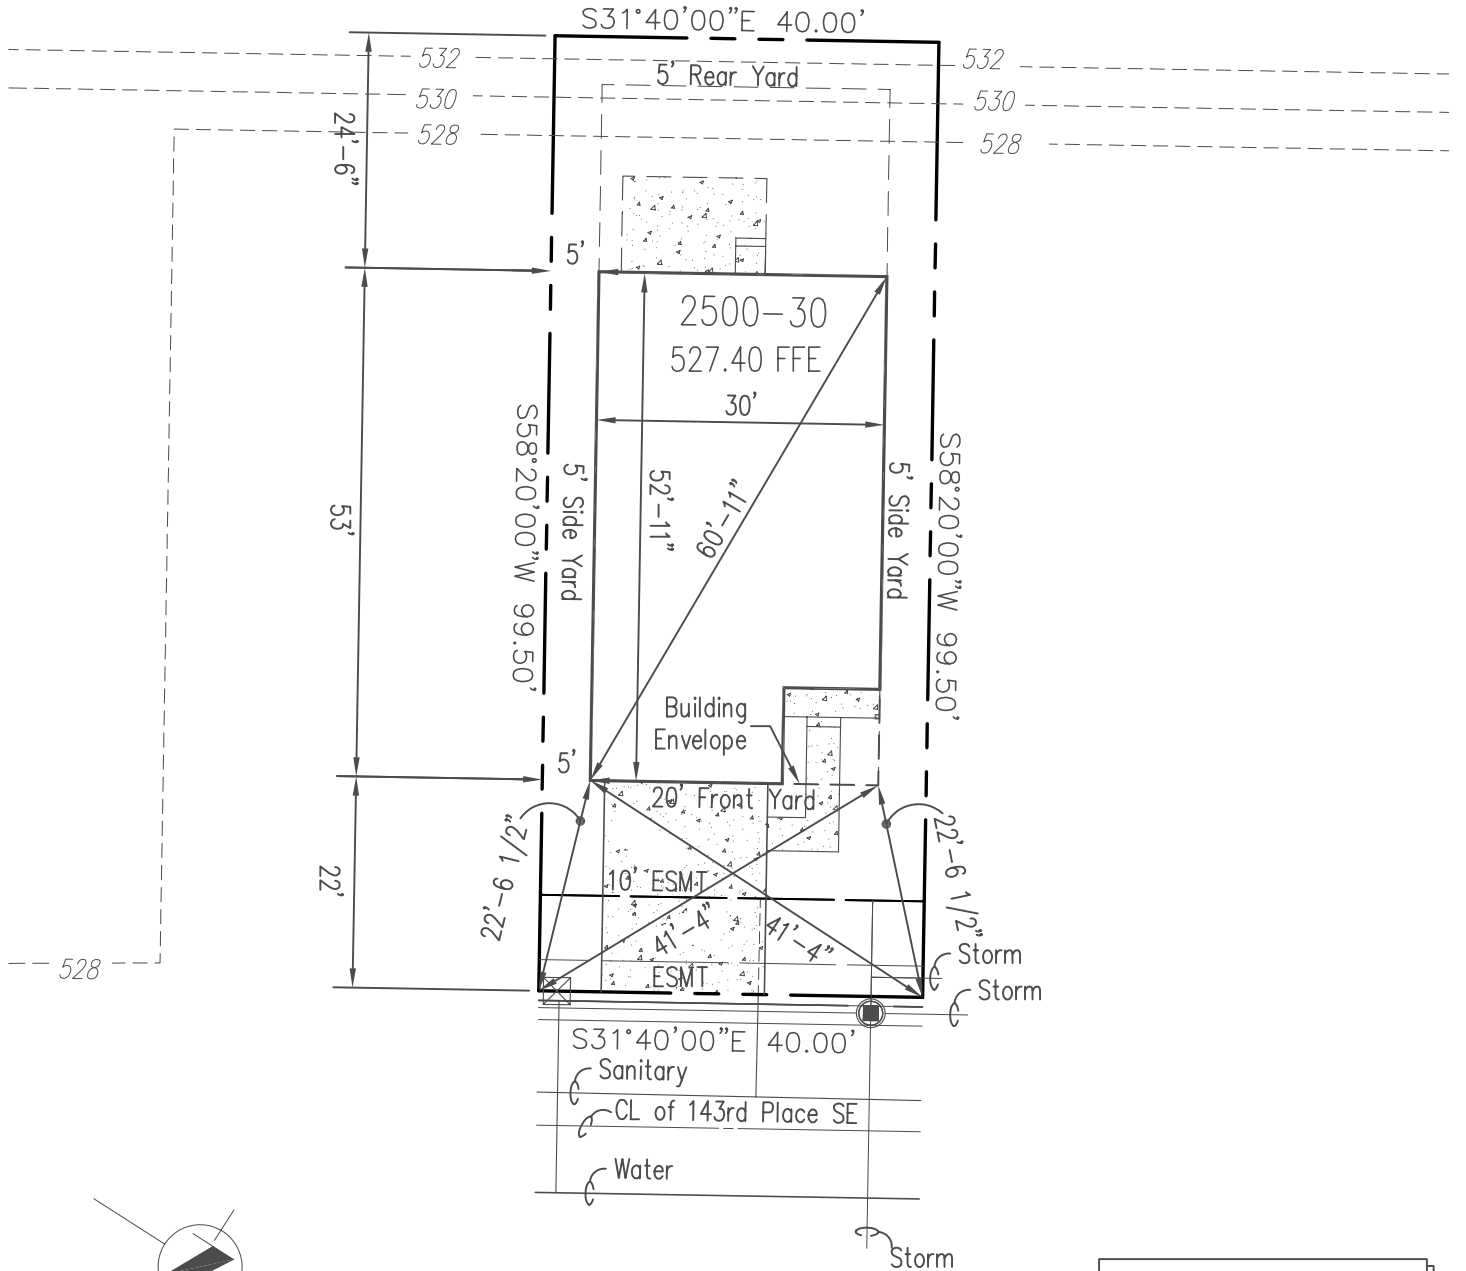 S31°40'00"E 40.00'
532
532
5' Rear Yard
530
530
528
528
24'-6"
5'
2500-30
527.40 FFE
30'
S58°20'00"W 99.50'
5' Side Yard
53'
52'-11"
60'-11"
5' Side Yard
S58°20'00"W 99.50'
Building
Envelope
5'
20' Front Yard
22'-6 1/2"
22'-6 1/2"
22'
10' ESMT
41'-4"
41'-4"
528
ESMT
Storm
Storm
S31°40'00"E 40.00'
Sanitary
CL of 143rd Place SE
Water
Storm